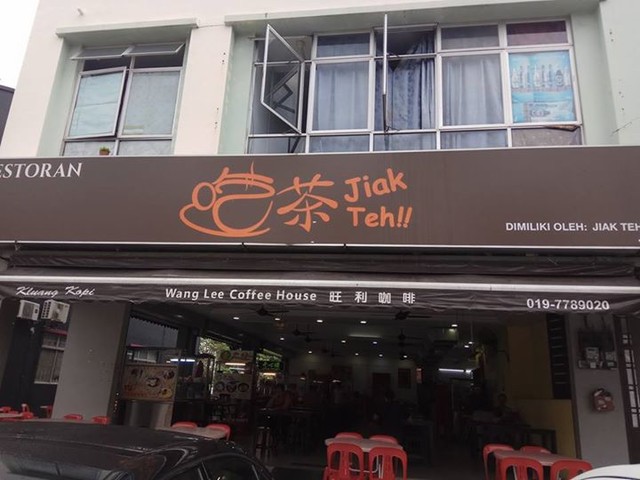 ESTORAN
吃茶 Jiak
Teh!!
DIMILIKI OLEH: JIAK TEH
Kluang Kopi
Wang Lee Coffee House 旺利咖啡
019-7789020